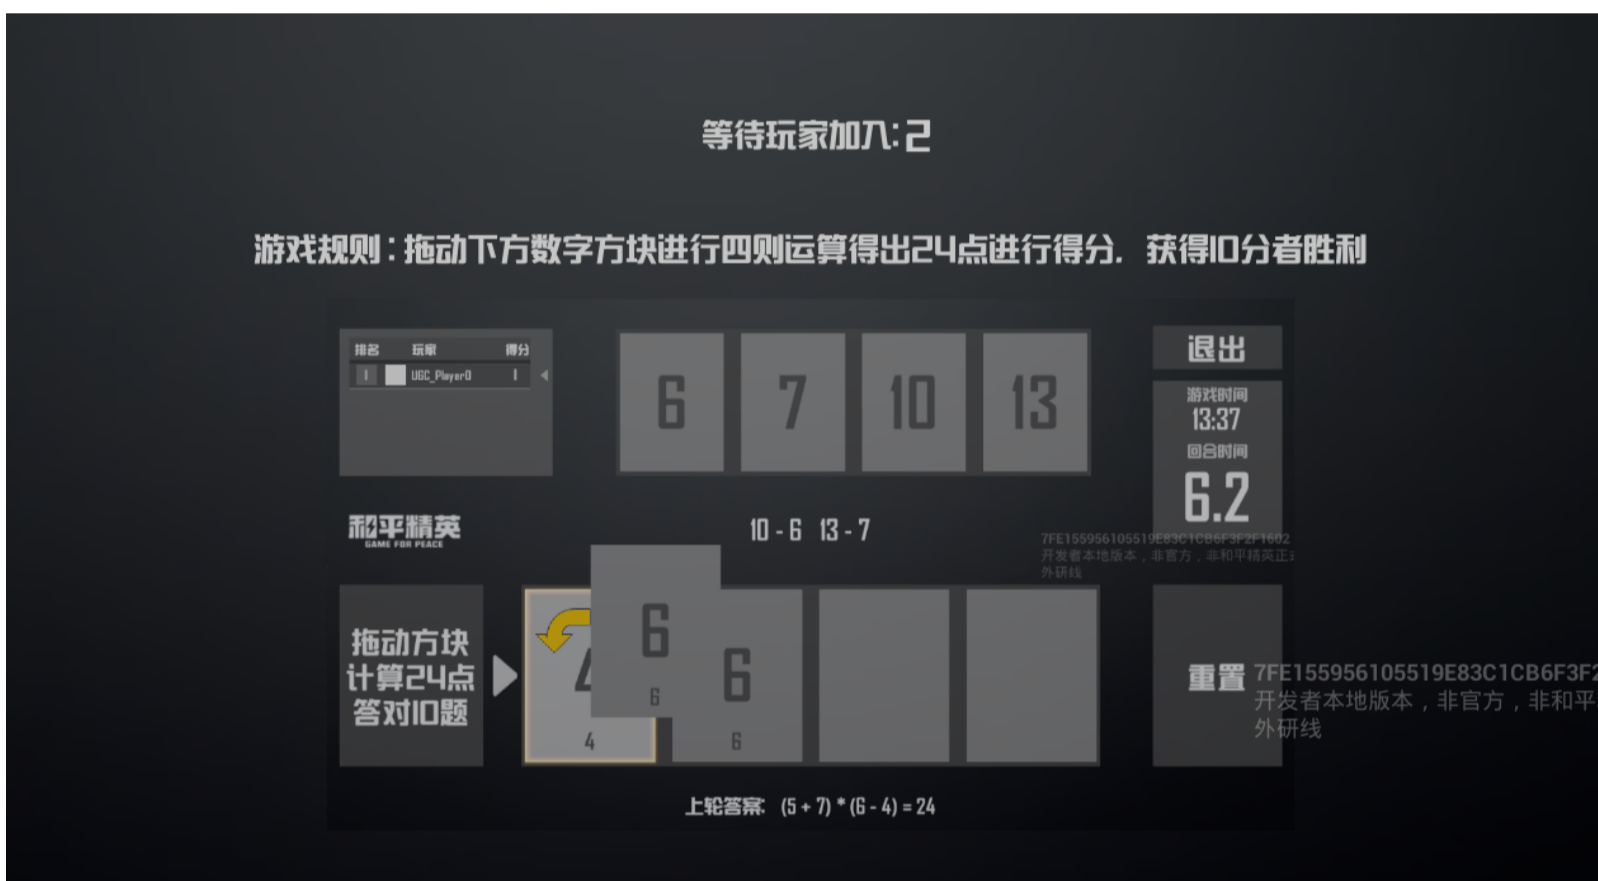 等待玩家加入:2
游戏规则:拖动下方数字方块进行四则运算得出24点进行得分. 获得10分者胜利
排名 玩家 得分
1 UGC_Player0 1
6 7 10 13
退出
游戏时间
13:37
回合时间
6.2
和平精英
GAME FOR PEACE
10 - 6 13 - 7
7FE155956105519E83C1CB6F3F2F1602
开发者本地版本，非官方，非和平精英正式
外研线
拖动方块
计算24点
答对10题
4
4
6
6
6
6
重置
7FE155956105519E83C1CB6F3F2
开发者本地版本，非官方，非和平
外研线
上轮答案: (5 + 7) * (6 - 4) = 24